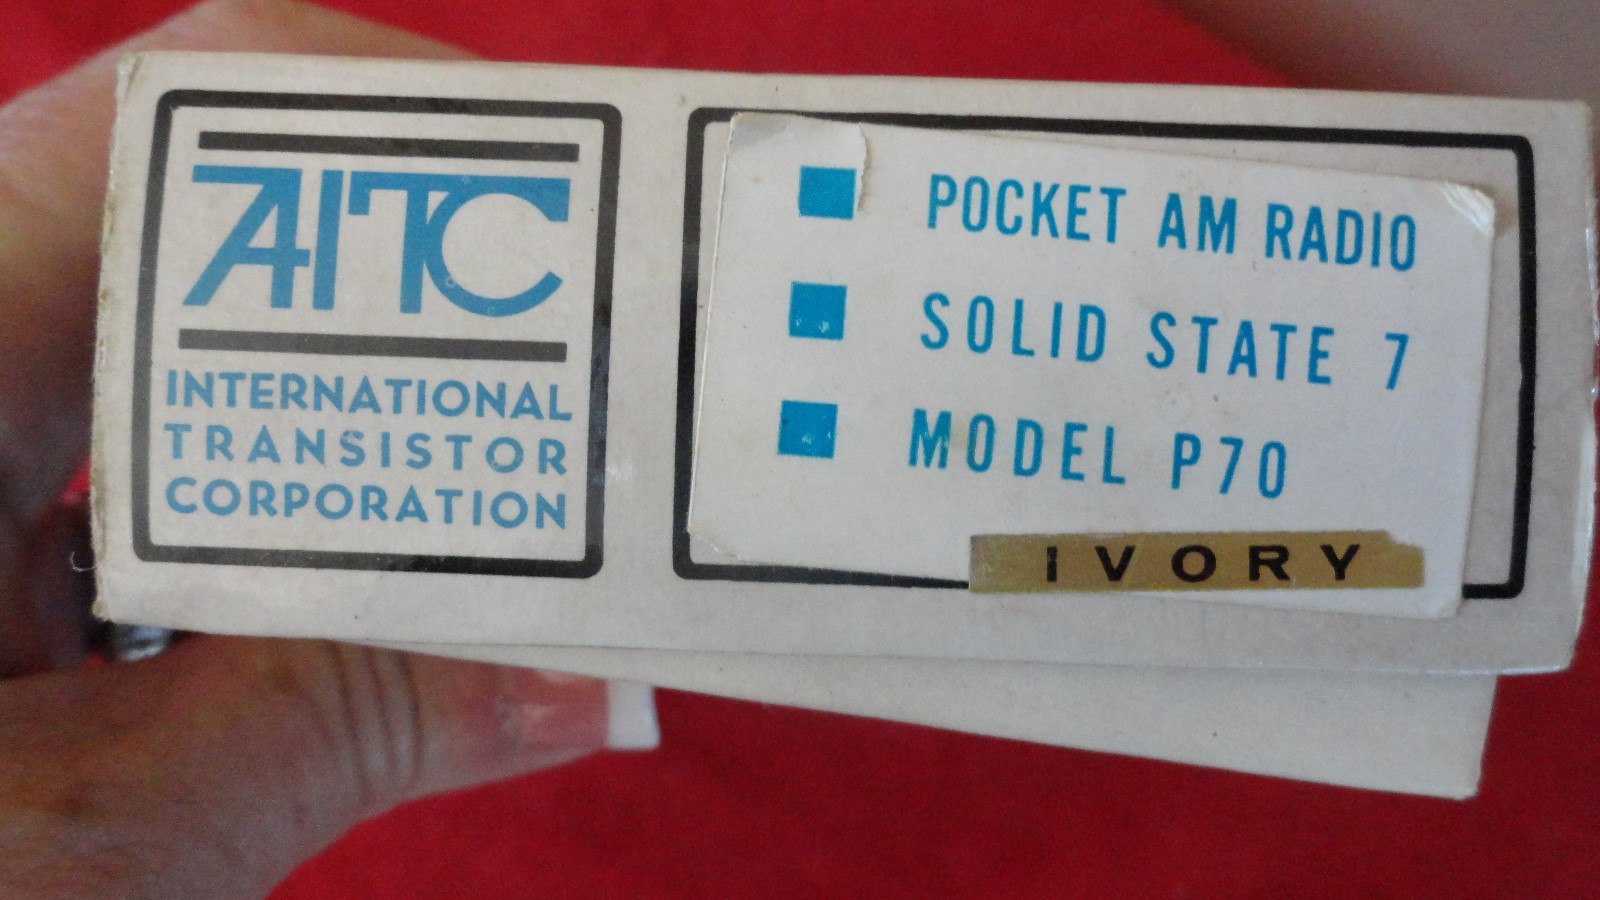 AITC
INTERNATIONAL
TRANSISTOR
CORPORATION
POCKET AM RADIO
SOLID STATE 7
MODEL P70
IVORY